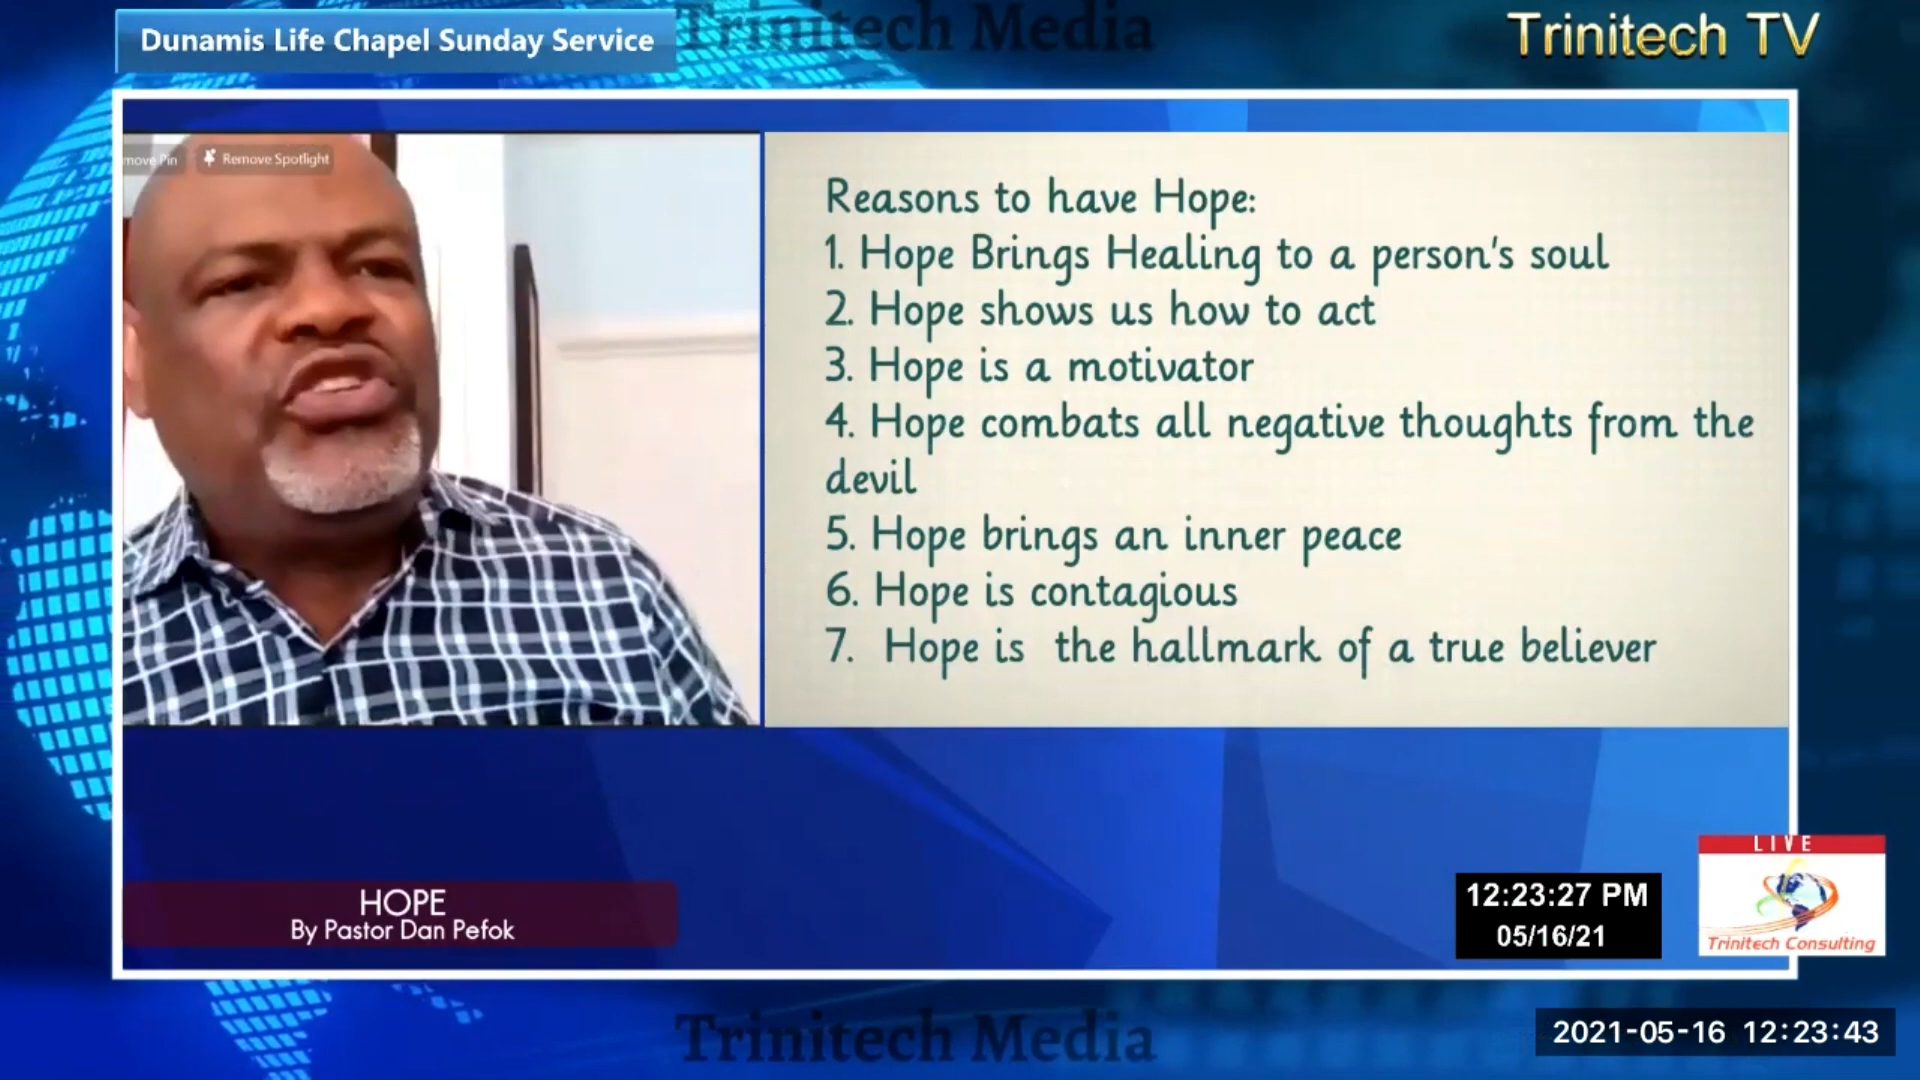 Trinitech Media
Dunamis Life Chapel Sunday Service
Trinitech TV
move Pin
Remove Spotlight
Reasons to have Hope:
1. Hope Brings Healing to a person's soul
2. Hope shows us how to act
3. Hope is a motivator
4. Hope combats all negative thoughts from the
devil
5. Hope brings an inner peace
6. Hope is contagious
7. Hope is the hallmark of a true believer
HOPE
By Pastor Dan Pefok
12:23:27 PM
05/16/21
LIVE
Trinitech Consulting
Trinitech Media
2021-05-16 12:23:43